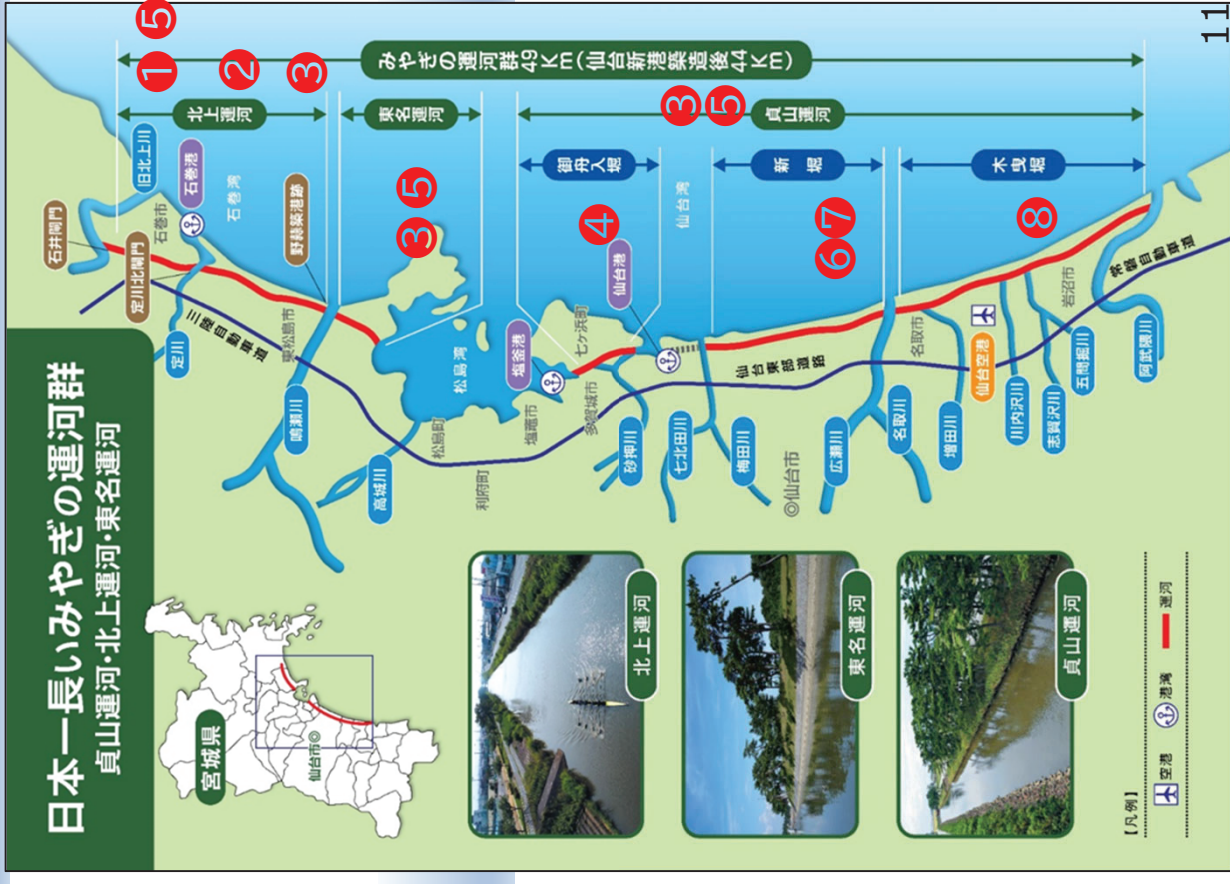 日本一長いみやぎの運河群
貞山運河・北上運河・東名運河
宮城県
仙台市◎
みやぎの運河群49Km(仙台新港築造後44Km)
❶ ❺
❷
❸
北上運河
東名運河
❸ ❺
貞山運河
御舟入堀
新堀
木曳堀
❸ ❺
❹
❻ ❼
❽
石井閘門
旧北上川
石巻市
石巻港
石巻湾
定川北閘門
定川
三陸自動車道
東松島市
野蒜築港跡
鳴瀬川
松島湾
松島町
高城川
利府町
塩釜港
塩竈市
七ヶ浜町
多賀城市
砂押川
仙台港
仙台湾
七北田川
梅田川
◎仙台市
仙台東部道路
広瀬川
名取川
名取市
増田川
仙台空港
川内沢川
志賀沢川
岩沼市
五間堀川
阿武隈川
常磐自動車道
北上運河
東名運河
貞山運河
【凡例】
空港
港湾
運河
11